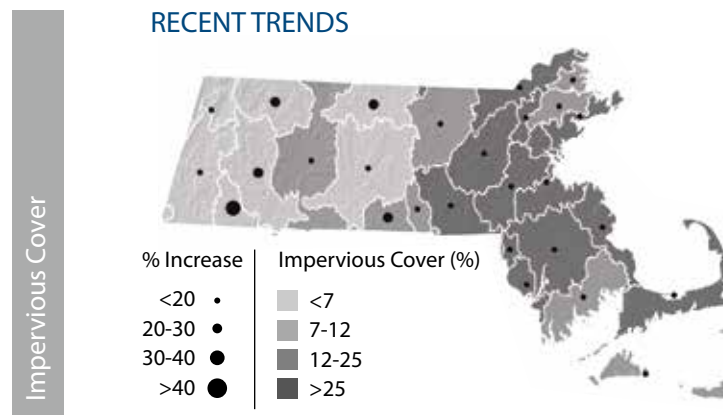 RECENT TRENDS
Impervious Cover
% Increase
<20
20-30
30-40
>40
Impervious Cover (%)
<7
7-12
12-25
>25